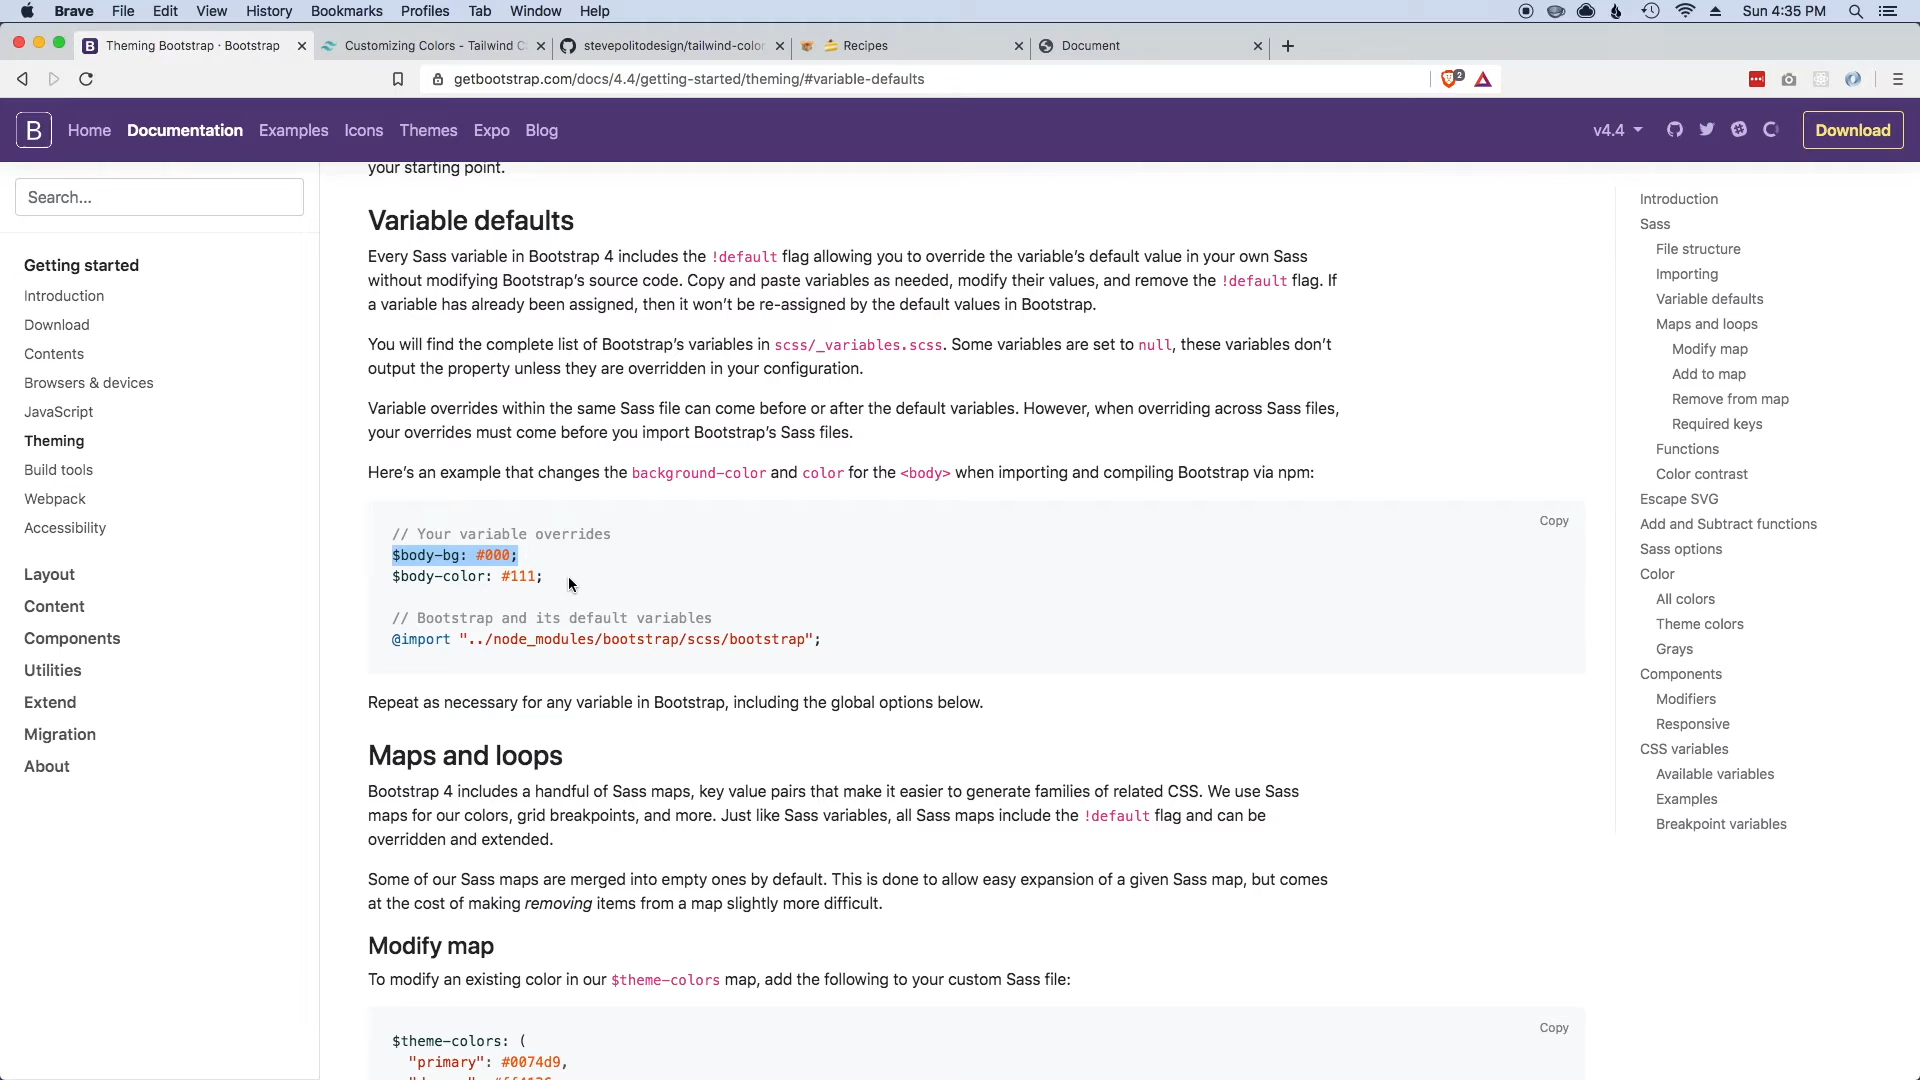 Brave File Edit View History Bookmarks Profiles Tab Window Help Sun 4:35 PM
Theming Bootstrap · Bootstrap Customizing Colors - Tailwind C stevepolitodesign/tailwind-color Recipes Document
getbootstrap.com/docs/4.4/getting-started/theming/#variable-defaults 2
B Home Documentation Examples Icons Themes Expo Blog v4.4 Download
Search...
Getting started
Introduction
Download
Contents
Browsers & devices
JavaScript
Theming
Build tools
Webpack
Accessibility
Layout
Content
Components
Utilities
Extend
Migration
About
your starting point.
Variable defaults
Every Sass variable in Bootstrap 4 includes the !default flag allowing you to override the variable’s default value in your own Sass
without modifying Bootstrap’s source code. Copy and paste variables as needed, modify their values, and remove the !default flag. If
a variable has already been assigned, then it won’t be re-assigned by the default values in Bootstrap.
You will find the complete list of Bootstrap’s variables in scss/_variables.scss. Some variables are set to null, these variables don’t
output the property unless they are overridden in your configuration.
Variable overrides within the same Sass file can come before or after the default variables. However, when overriding across Sass files,
your overrides must come before you import Bootstrap’s Sass files.
Here’s an example that changes the background-color and color for the <body> when importing and compiling Bootstrap via npm:
Copy
// Your variable overrides
$body-bg: #000;
$body-color: #111;
// Bootstrap and its default variables
@import "../node_modules/bootstrap/scss/bootstrap";
Repeat as necessary for any variable in Bootstrap, including the global options below.
Maps and loops
Bootstrap 4 includes a handful of Sass maps, key value pairs that make it easier to generate families of related CSS. We use Sass
maps for our colors, grid breakpoints, and more. Just like Sass variables, all Sass maps include the !default flag and can be
overridden and extended.
Some of our Sass maps are merged into empty ones by default. This is done to allow easy expansion of a given Sass map, but comes
at the cost of making removing items from a map slightly more difficult.
Modify map
To modify an existing color in our $theme-colors map, add the following to your custom Sass file:
Copy
$theme-colors: (
"primary": #0074d9,
Introduction
Sass
File structure
Importing
Variable defaults
Maps and loops
Modify map
Add to map
Remove from map
Required keys
Functions
Color contrast
Escape SVG
Add and Subtract functions
Sass options
Color
All colors
Theme colors
Grays
Components
Modifiers
Responsive
CSS variables
Available variables
Examples
Breakpoint variables